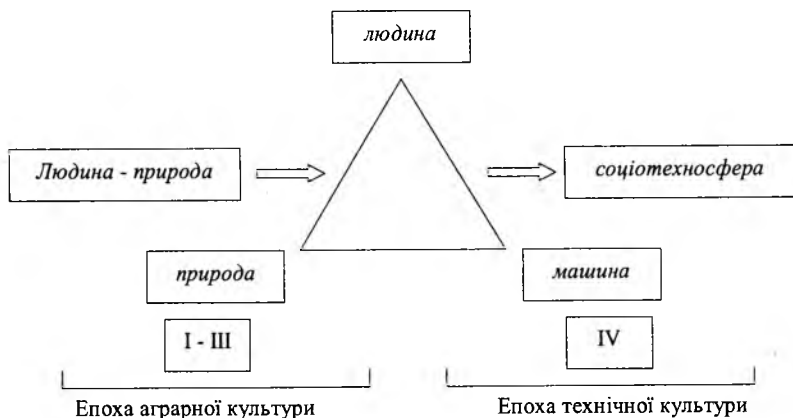 людина
Людина - природа
соціотехносфера
природа
машина
I - III
IV
Епоха аграрної культури
Епоха технічної культури